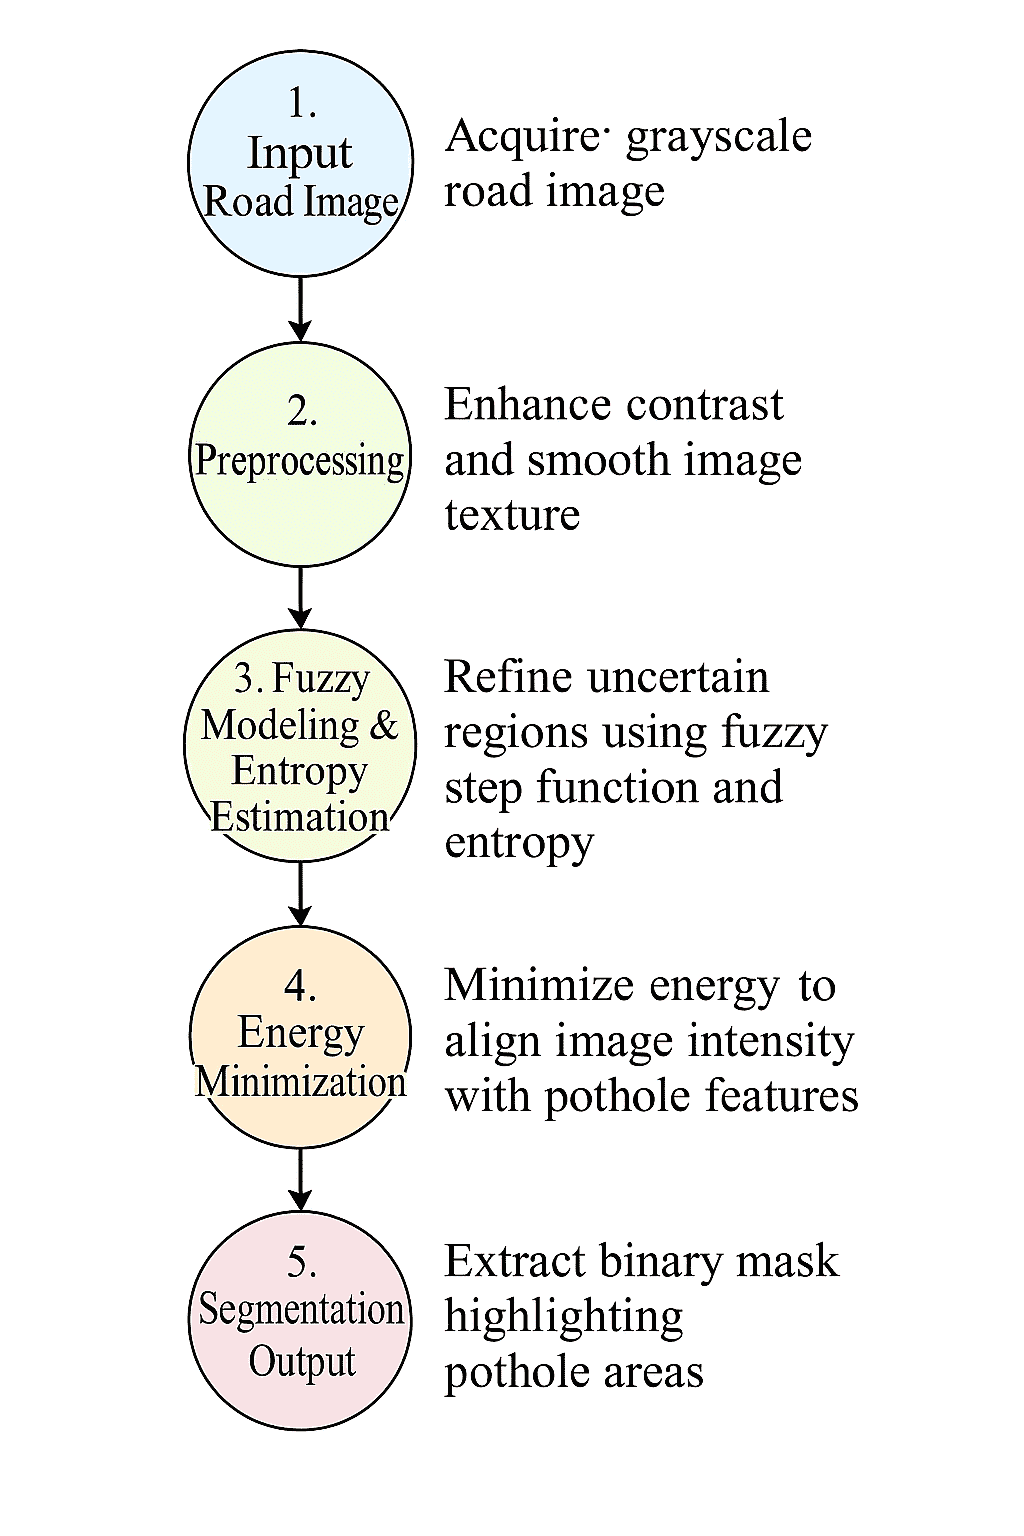 1.
Input
Road Image
Acquire· grayscale
road image
2.
Preprocessing
Enhance contrast
and smooth image
texture
3. Fuzzy
Modeling &
Entropy
Estimation
Refine uncertain
regions using fuzzy
step function and
entropy
4.
Energy
Minimization
Minimize energy to
align image intensity
with pothole features
5.
Segmentation
Output
Extract binary mask
highlighting
pothole areas